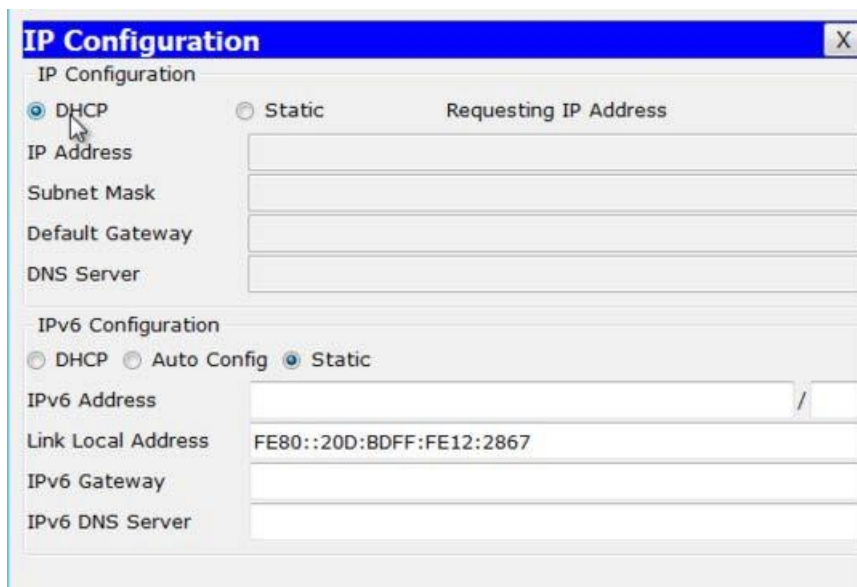 IP Configuration X
IP Configuration
DHCP Static Requesting IP Address
IP Address
Subnet Mask
Default Gateway
DNS Server
IPv6 Configuration
DHCP Auto Config Static
IPv6 Address /
Link Local Address FE80::20D:BDFF:FE12:2867
IPv6 Gateway
IPv6 DNS Server